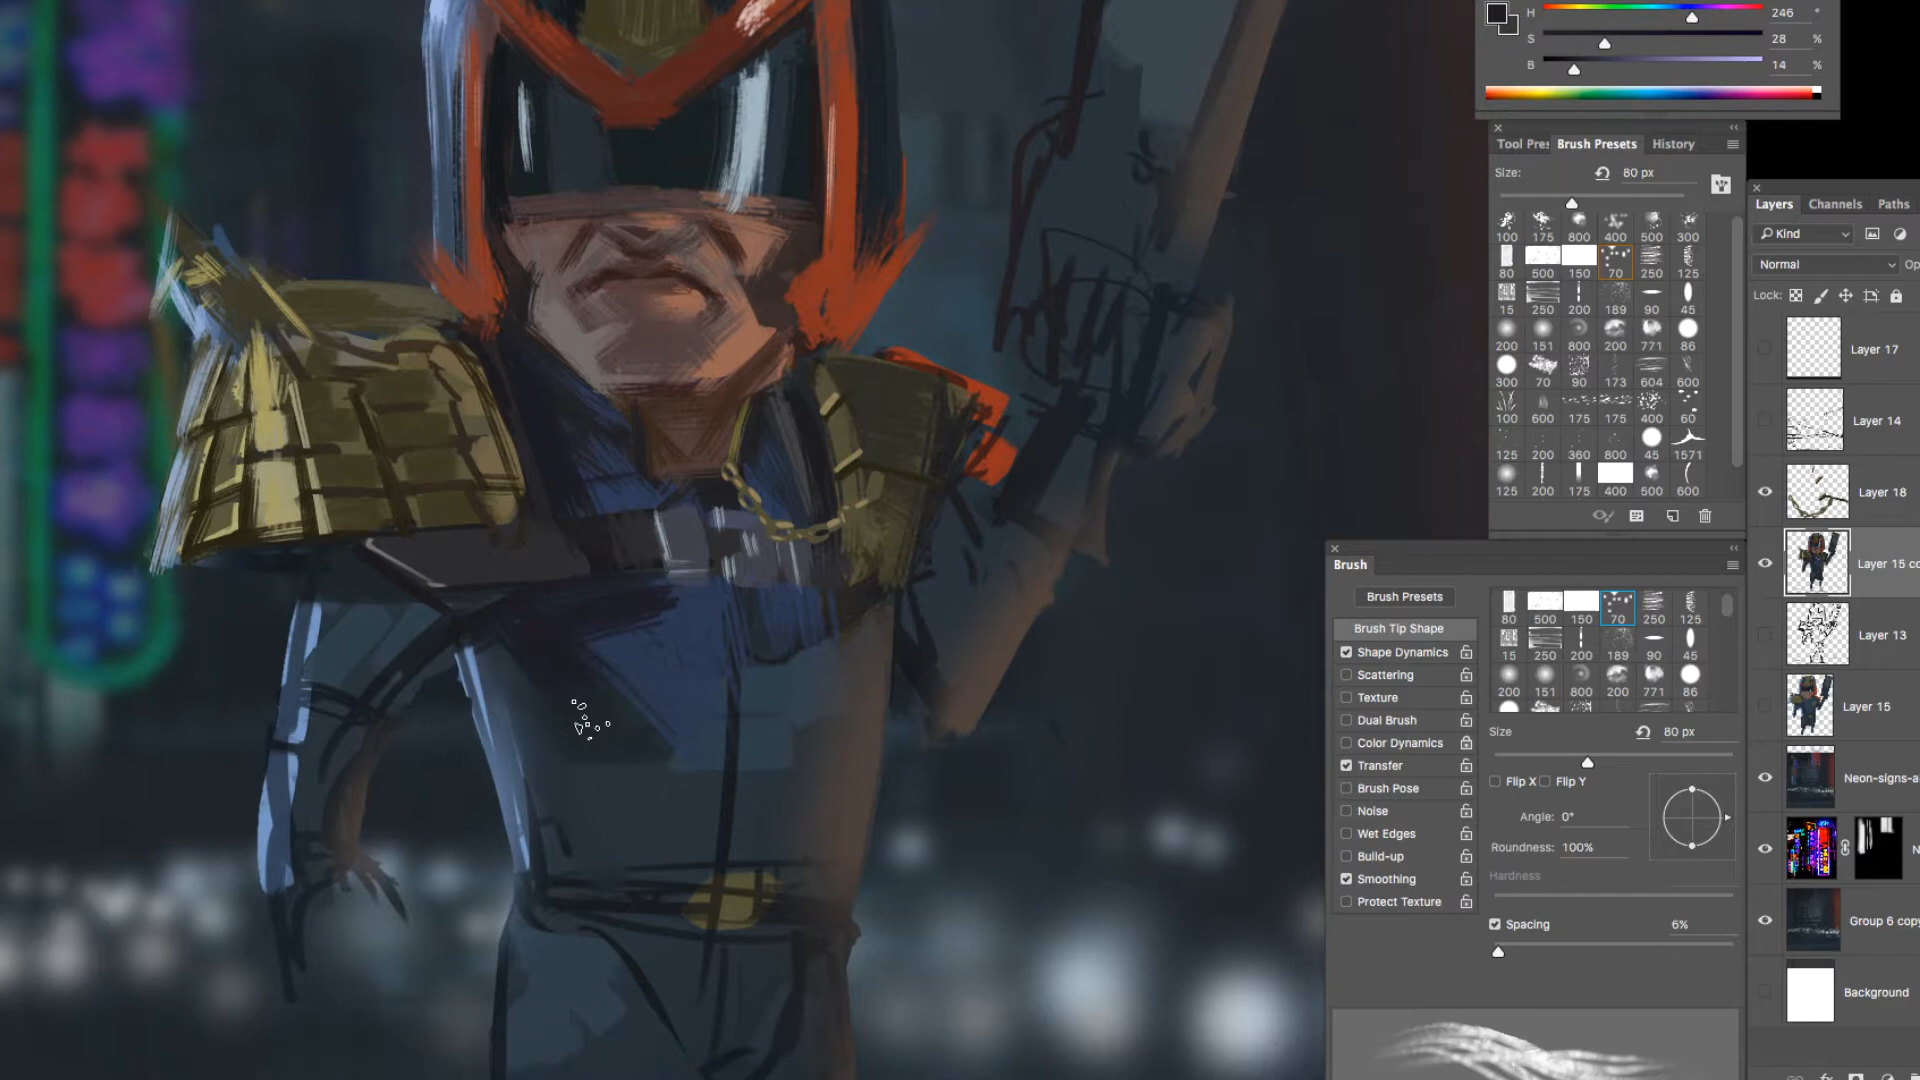 H 246 °
S 28 %
B 14 %
Tool Pres Brush Presets History
Size: 80 px
100 175 800 400 500 300
80 500 150 70 250 125
15 250 200 189 90 45
200 151 800 200 771 86
300 70 90 173 604 600
100 600 175 175 400 60
125 200 360 800 45 1571
125 200 175 400 500 600
Brush
Brush Presets
Brush Tip Shape
Shape Dynamics
Scattering
Texture
Dual Brush
Color Dynamics
Transfer
Brush Pose
Noise
Wet Edges
Build-up
Smoothing
Protect Texture
80 500 150 70 250 125
15 250 200 189 90 45
200 151 800 200 771 86
Size 80 px
Flip X Flip Y
Angle: 0°
Roundness: 100%
Hardness
Spacing 6%
Layers Channels Paths
Kind
Normal Op
Lock:
Layer 17
Layer 14
Layer 18
Layer 15 co
Layer 13
Layer 15
Neon-signs-a
N
Group 6 copy
Background